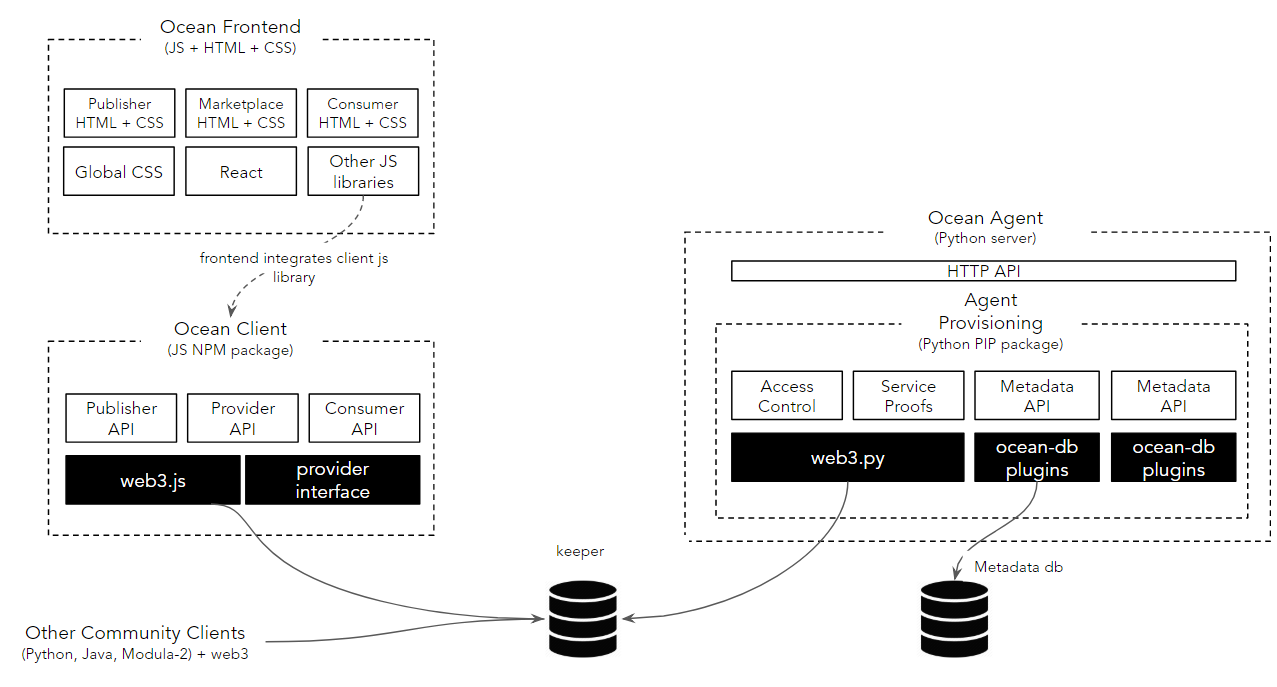 Ocean Frontend
(JS + HTML + CSS)
Publisher
HTML + CSS
Marketplace
HTML + CSS
Consumer
HTML + CSS
Global CSS
React
Other JS
libraries
frontend integrates client js
library
Ocean Client
(JS NPM package)
Publisher
API
Provider
API
Consumer
API
web3.js
provider
interface
Other Community Clients
(Python, Java, Modula-2) + web3
keeper
Ocean Agent
(Python server)
HTTP API
Agent
Provisioning
(Python PIP package)
Access
Control
Service
Proofs
Metadata
API
Metadata
API
web3.py
ocean-db
plugins
ocean-db
plugins
Metadata db